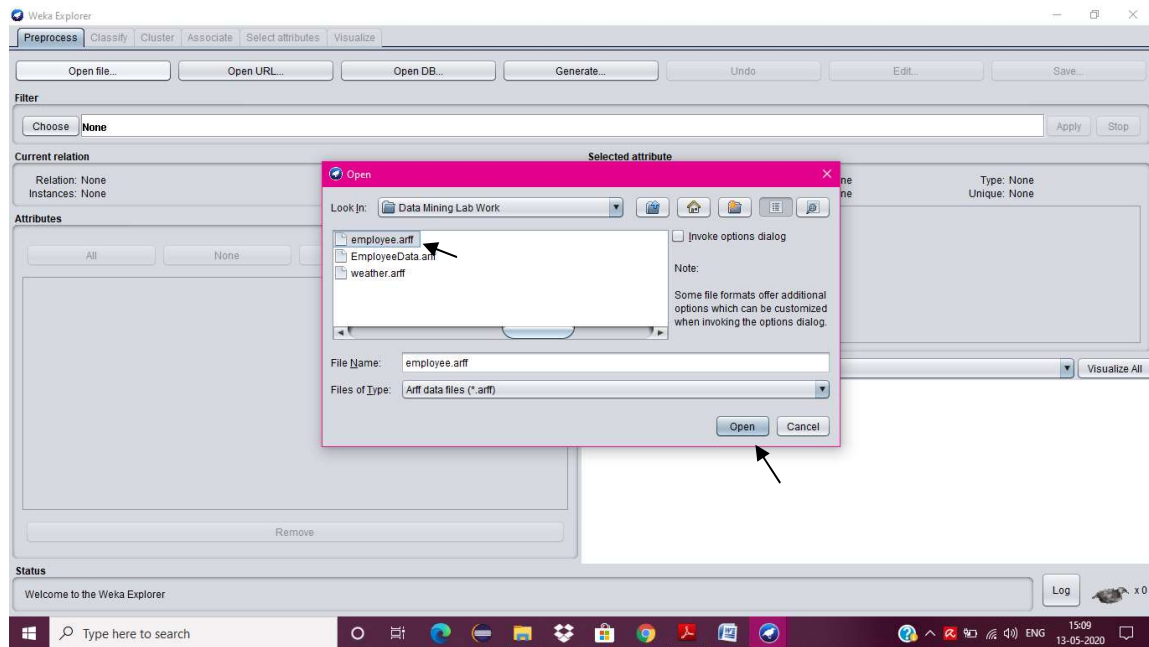 Weka Explorer
Preprocess Classify Cluster Associate Select attributes Visualize
Open file... Open URL... Open DB... Generate... Undo Edit... Save...
Filter
Choose None Apply Stop
Current relation Selected attribute
Relation: None ne Type: None
Instances: None ne Unique: None
Attributes
All None
Open
Look In: Data Mining Lab Work
employee.arff
EmployeeData.arff
weather.arff
Invoke options dialog
Note:
Some file formats offer additional
options which can be customized
when invoking the options dialog.
File Name: employee.arff
Files of Type: Arff data files (*.arff)
Open Cancel
Visualize All
Remove
Status
Welcome to the Weka Explorer
Log x 0
Type here to search
ENG
15:09
13-05-2020